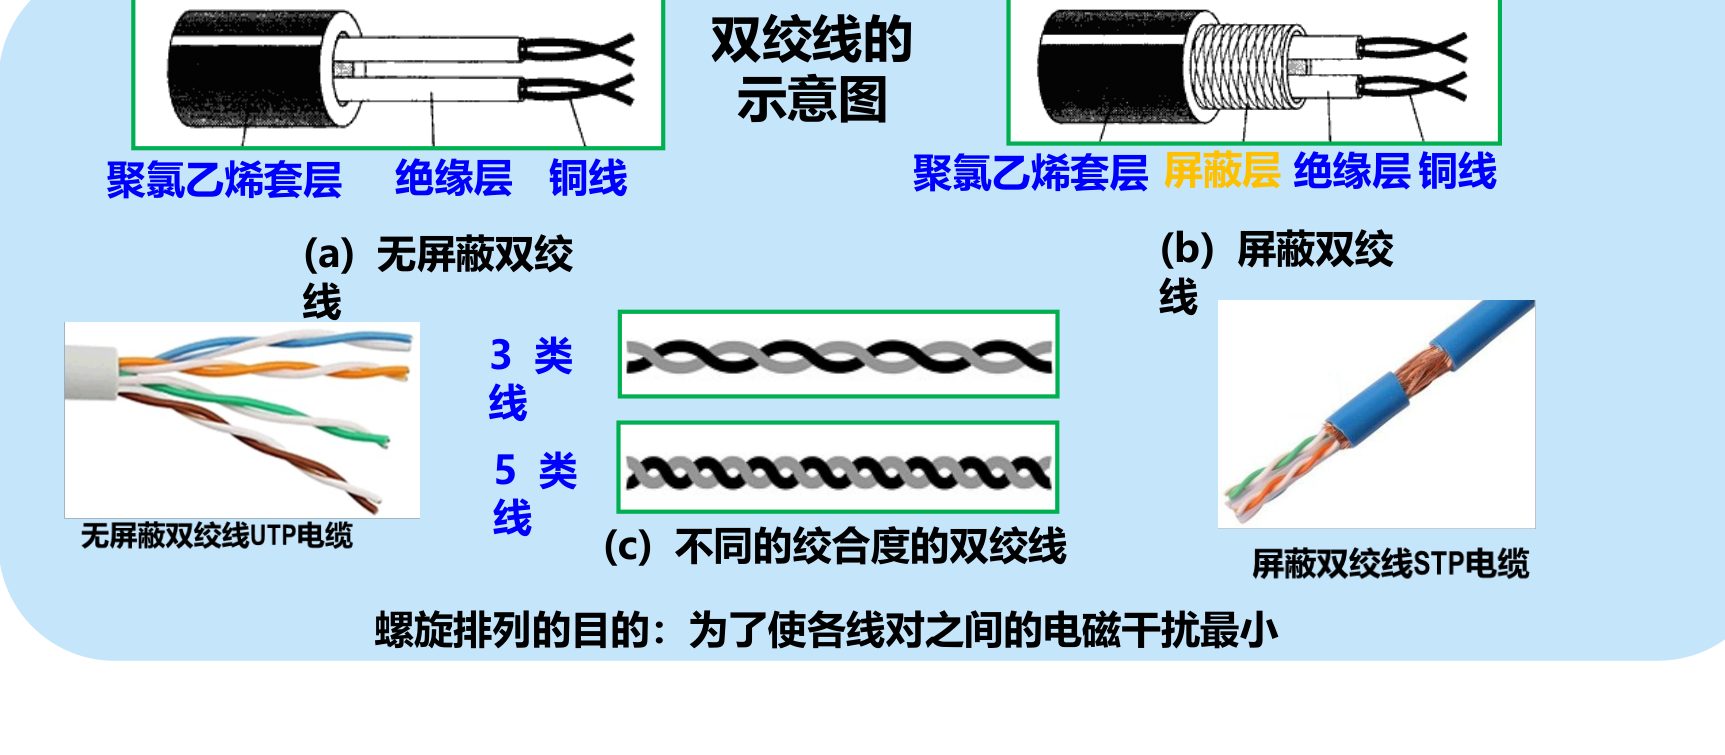 双绞线的
示意图
聚氯乙烯套层 绝缘层 铜线
聚氯乙烯套层 屏蔽层 绝缘层 铜线
(a) 无屏蔽双绞
线
(b) 屏蔽双绞
线
3 类
线
5 类
线
无屏蔽双绞线UTP电缆
(c) 不同的绞合度的双绞线
屏蔽双绞线STP电缆
螺旋排列的目的：为了使各线对之间的电磁干扰最小